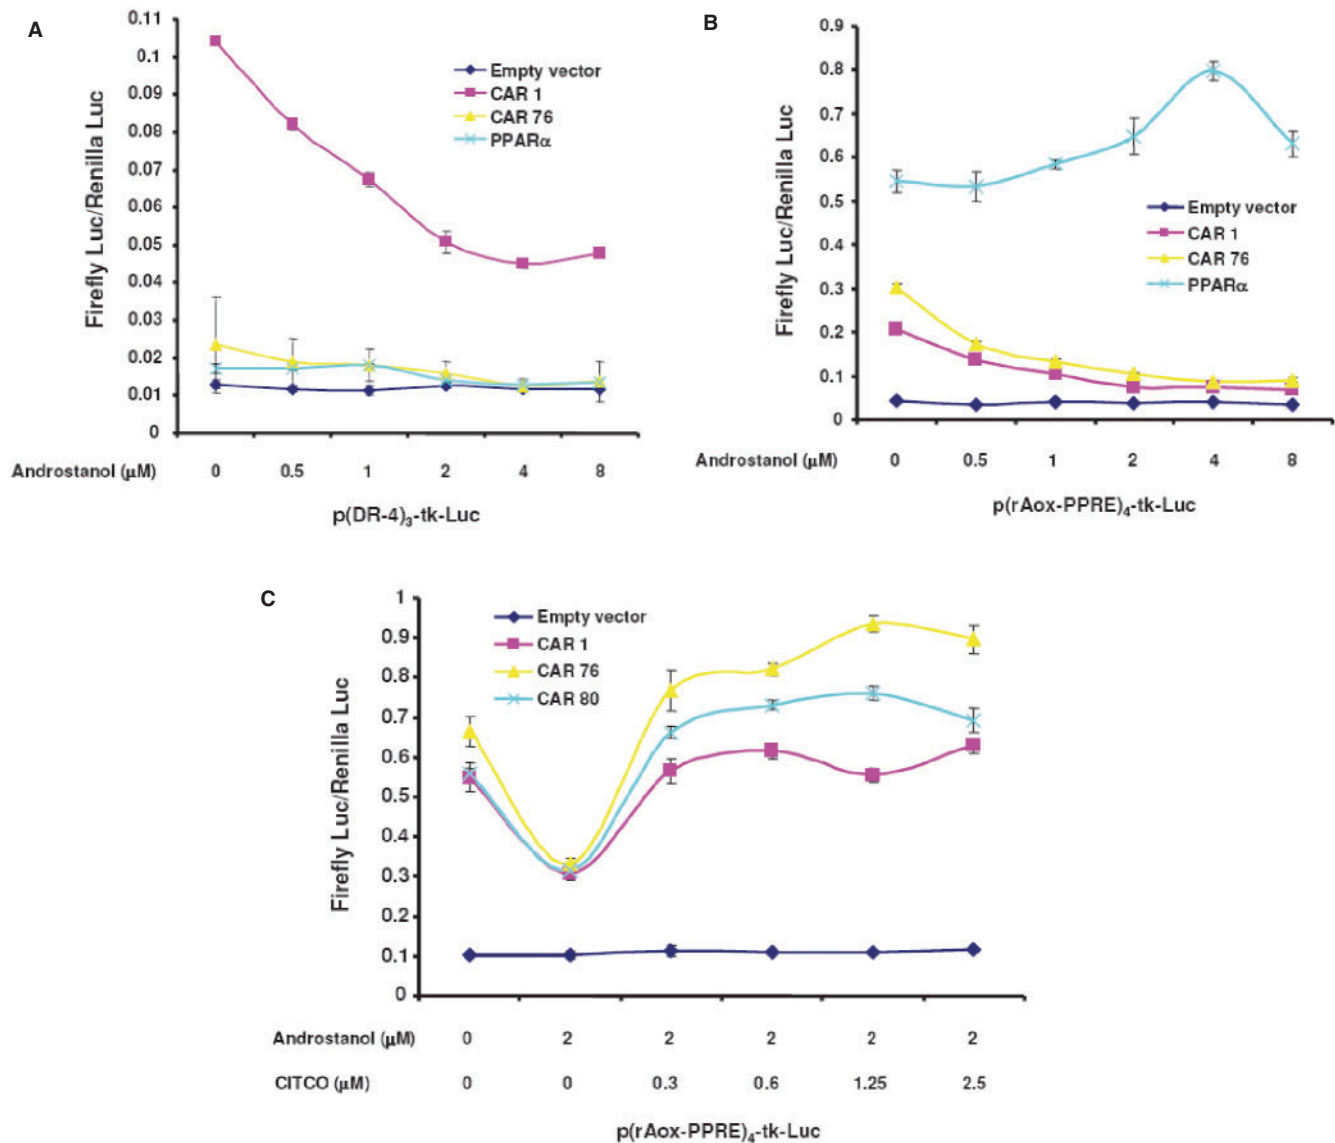 A
Firefly Luc/Renilla Luc
0.11
0.1
0.09
0.08
0.07
0.06
0.05
0.04
0.03
0.02
0.01
0
Empty vector
CAR 1
CAR 76
PPARα
Androstanol (μM) 0 0.5 1 2 4 8
p(DR-4)₃-tk-Luc
B
Firefly Luc/Renilla Luc
0.9
0.8
0.7
0.6
0.5
0.4
0.3
0.2
0.1
0
Empty vector
CAR 1
CAR 76
PPARα
Androstanol (μM) 0 0.5 1 2 4 8
p(rAox-PPRE)₄-tk-Luc
C
Firefly Luc/Renilla Luc
1
0.9
0.8
0.7
0.6
0.5
0.4
0.3
0.2
0.1
0
Empty vector
CAR 1
CAR 76
CAR 80
Androstanol (μM) 0 2 2 2 2 2
CITCO (μM) 0 0 0.3 0.6 1.25 2.5
p(rAox-PPRE)₄-tk-Luc